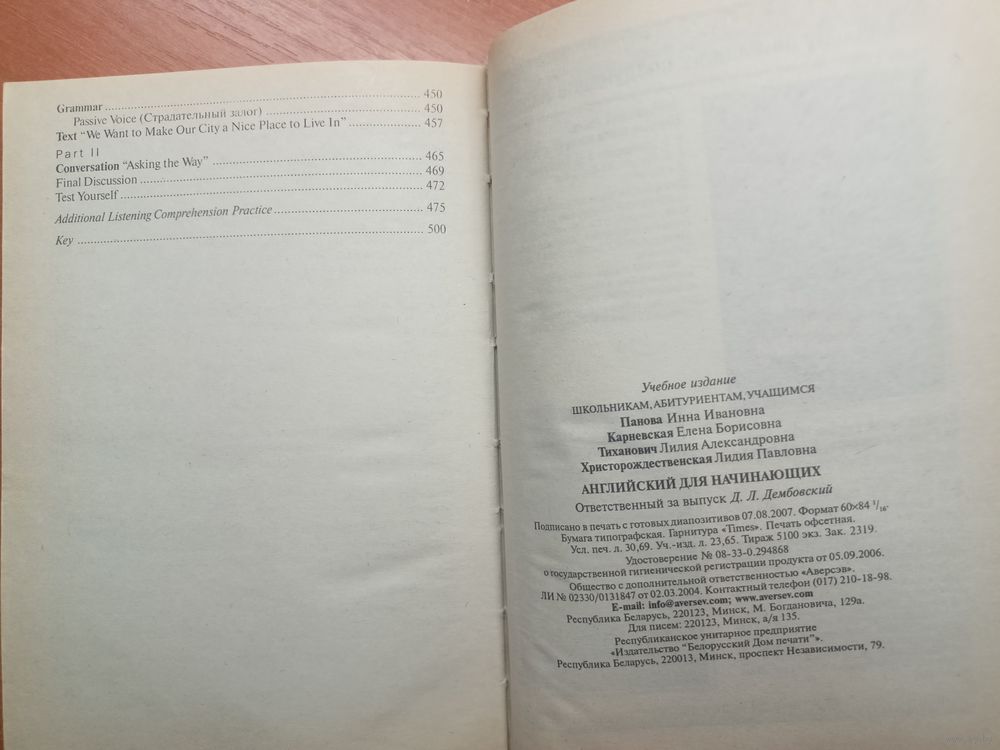 Grammar ........ 450
Passive Voice (Страдательный залог) ........ 450
Text “We Want to Make Our City a Nice Place to Live In” ........ 457
Part II
Conversation “Asking the Way” ........ 465
Final Discussion ........ 469
Test Yourself ........ 472
Additional Listening Comprehension Practice ........ 475
Key ........ 500
Учебное издание
ШКОЛЬНИКАМ, АБИТУРИЕНТАМ, УЧАЩИМСЯ
Панова Инна Ивановна
Карневская Елена Борисовна
Тиханович Лилия Александровна
Христорождественская Лидия Павловна
АНГЛИЙСКИЙ ДЛЯ НАЧИНАЮЩИХ
Ответственный за выпуск Д. Л. Дембовский
Подписано в печать с готовых диапозитивов 07.08.2007. Формат 60×84 1/16.
Бумага типографская. Гарнитура «Times». Печать офсетная.
Усл. печ. л. 30,69. Уч.-изд. л. 23,65. Тираж 5100 экз. Зак. 2319.
Удостоверение № 08-33-0.294868
о государственной гигиенической регистрации продукта от 05.09.2006.
Общество с дополнительной ответственностью «Аверсэв».
ЛИ № 02330/0131847 от 02.03.2004. Контактный телефон (017) 210-18-98.
E-mail: info@aversev.com; www.aversev.com
Республика Беларусь, 220123, Минск, М. Богдановича, 129а.
Для писем: 220123, Минск, а/я 135.
Республиканское унитарное предприятие
«Издательство “Белорусский Дом печати”».
Республика Беларусь, 220013, Минск, проспект Независимости, 79.